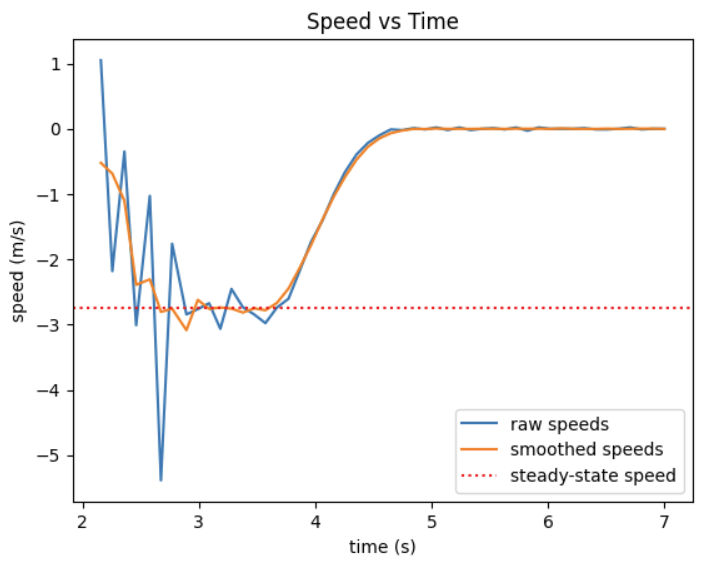 Speed vs Time
1
0
−1
−2
−3
−4
−5
speed (m/s)
2
3
4
5
6
7
time (s)
raw speeds
smoothed speeds
steady-state speed